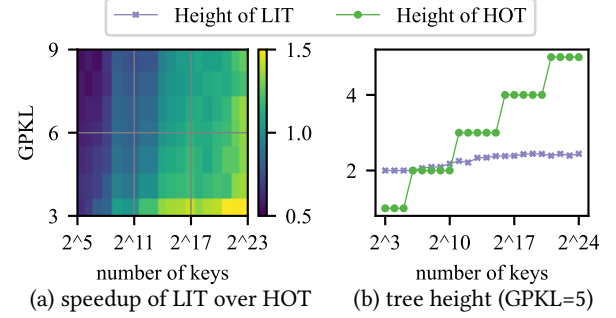 Height of LIT Height of HOT
9
6
3
GPKL
2^5 2^11 2^17 2^23
number of keys
1.5
1.0
0.5
(a) speedup of LIT over HOT
4
2
2^3 2^10 2^17 2^24
number of keys
(b) tree height (GPKL=5)